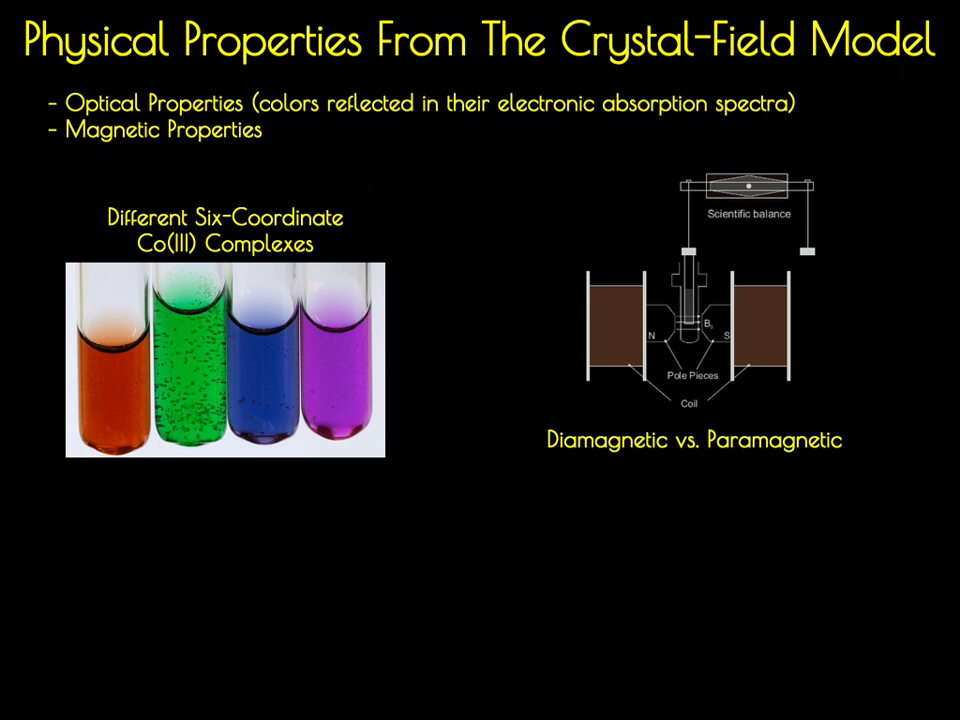 Physical Properties From The Crystal-Field Model
- Optical Properties (colors reflected in their electronic absorption spectra)
- Magnetic Properties
Different Six-Coordinate
Co(III) Complexes
Scientific balance
N
B₀
S
Pole Pieces
Coil
Diamagnetic vs. Paramagnetic